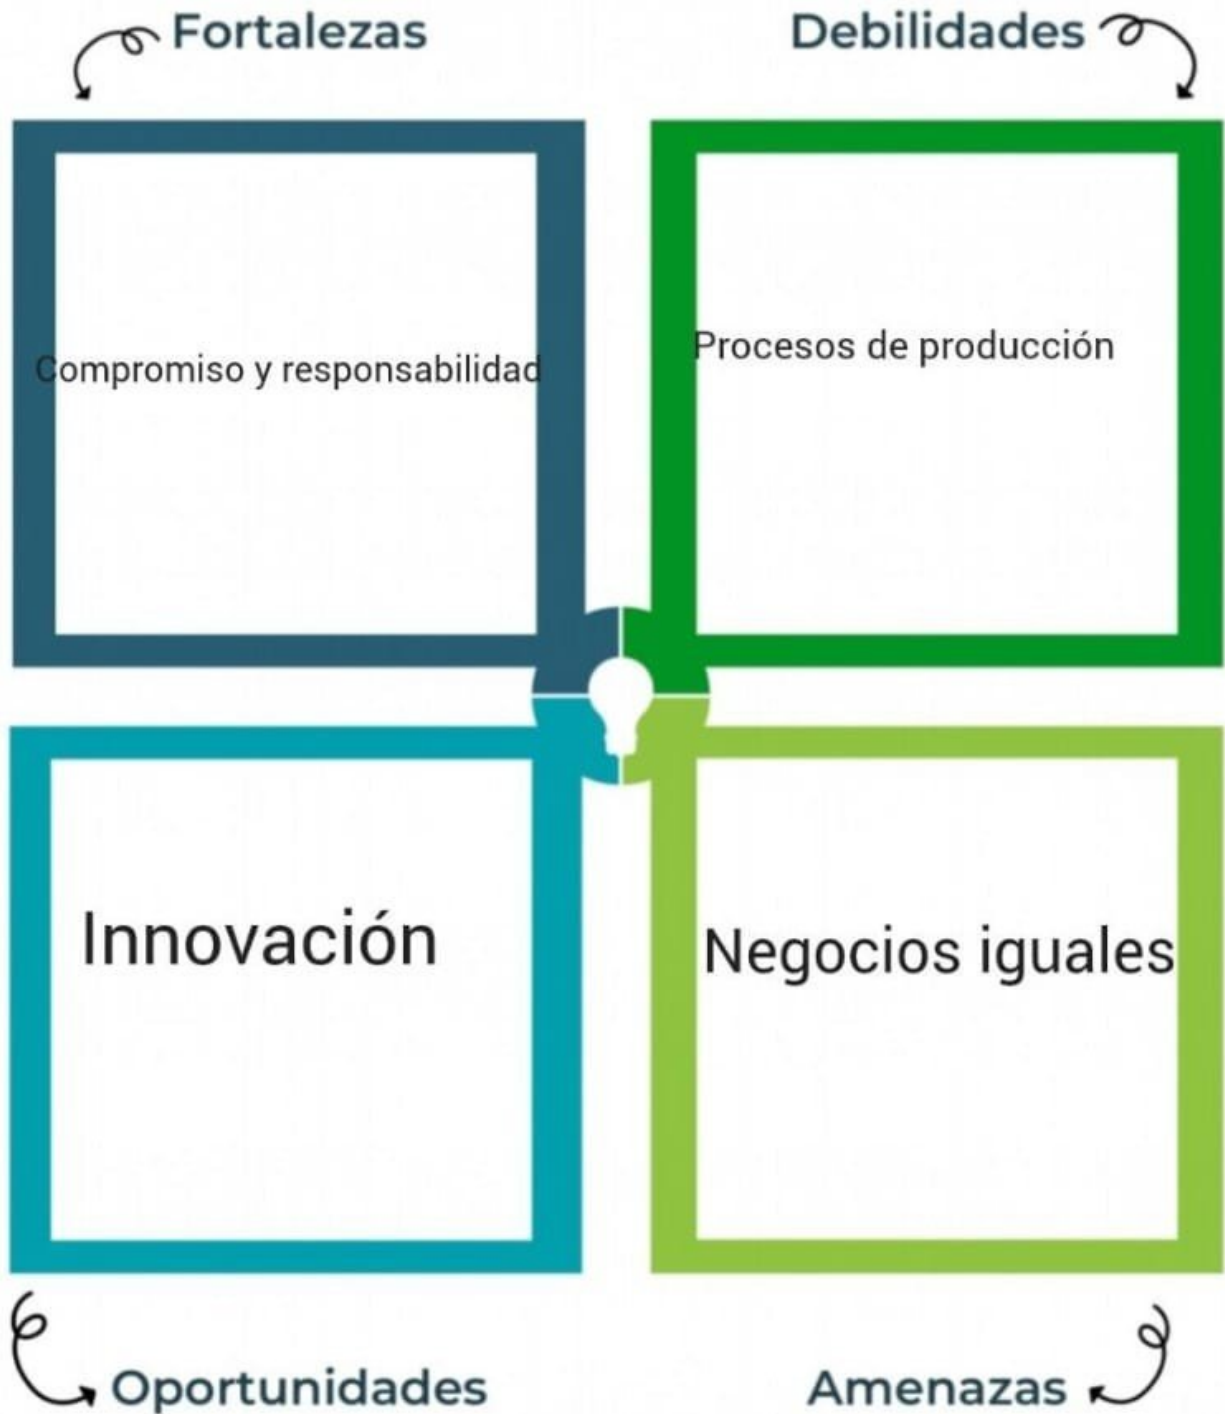 Fortalezas
Debilidades
Compromiso y responsabilidad
Procesos de producción
Innovación
Negocios iguales
Oportunidades
Amenazas